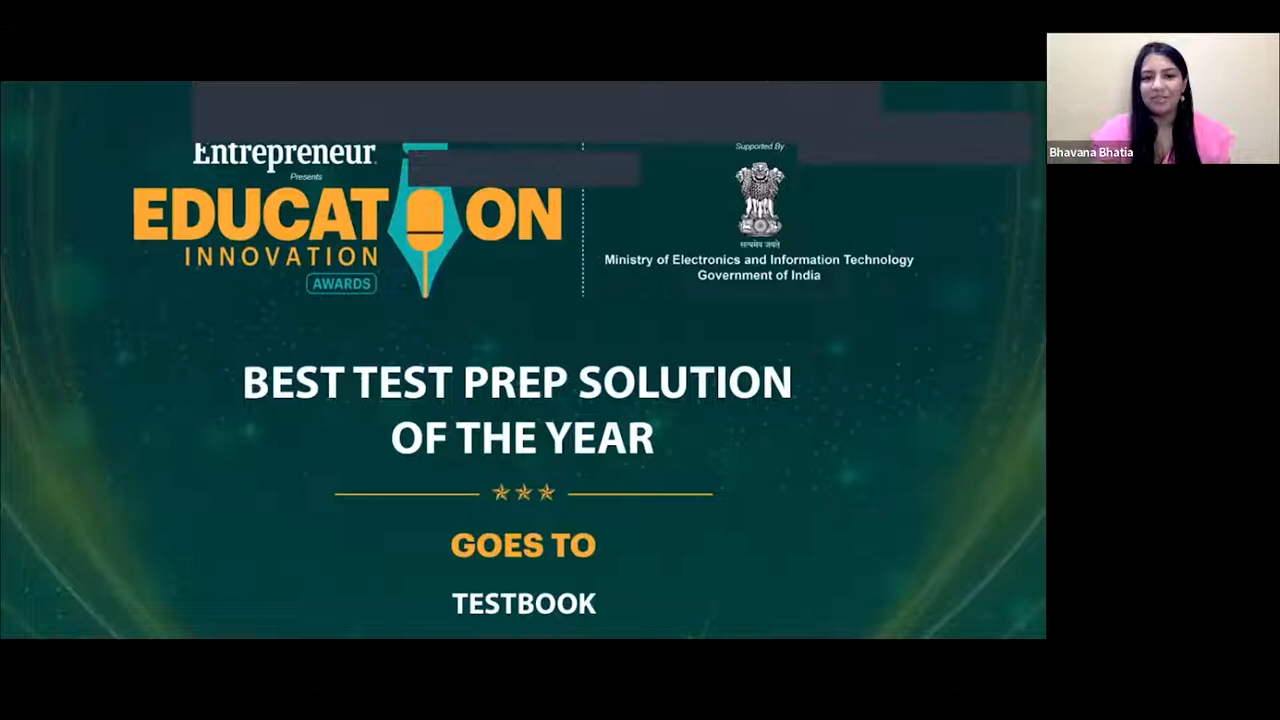 Entrepreneur
Presents
EDUCATION
INNOVATION
AWARDS
Supported By
सत्यमेव जयते
Ministry of Electronics and Information Technology
Government of India
BEST TEST PREP SOLUTION
OF THE YEAR
GOES TO
TESTBOOK
Bhavana Bhatia